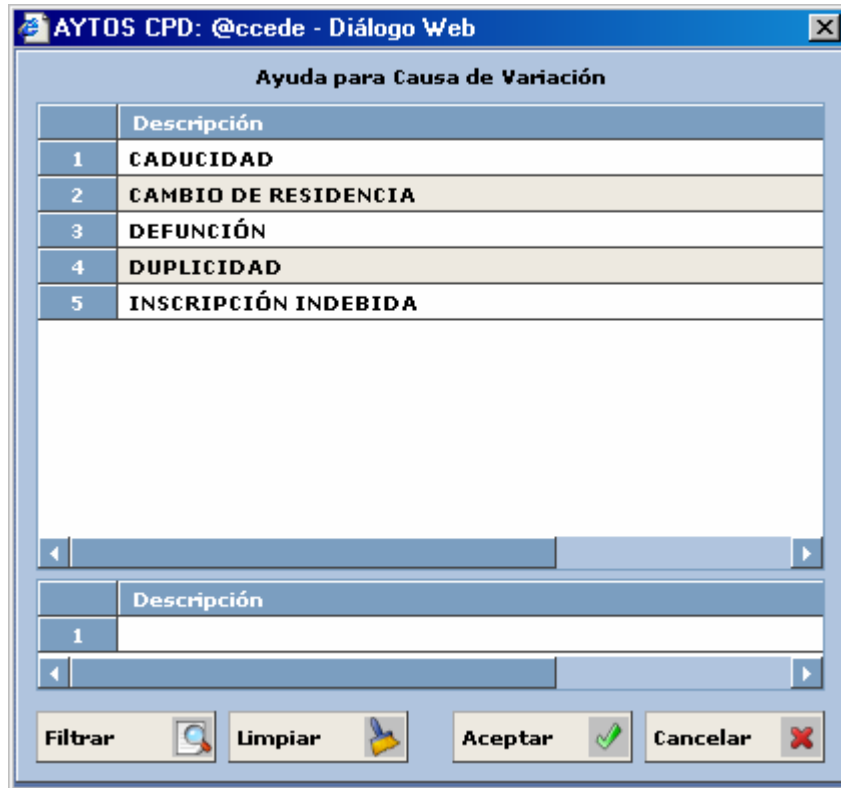 AYTOS CPD: @ccede - Diálogo Web
Ayuda para Causa de Variación
Descripción
1 CADUCIDAD
2 CAMBIO DE RESIDENCIA
3 DEFUNCIÓN
4 DUPLICIDAD
5 INSCRIPCIÓN INDEBIDA
Descripción
1
Filtrar Limpiar Aceptar Cancelar